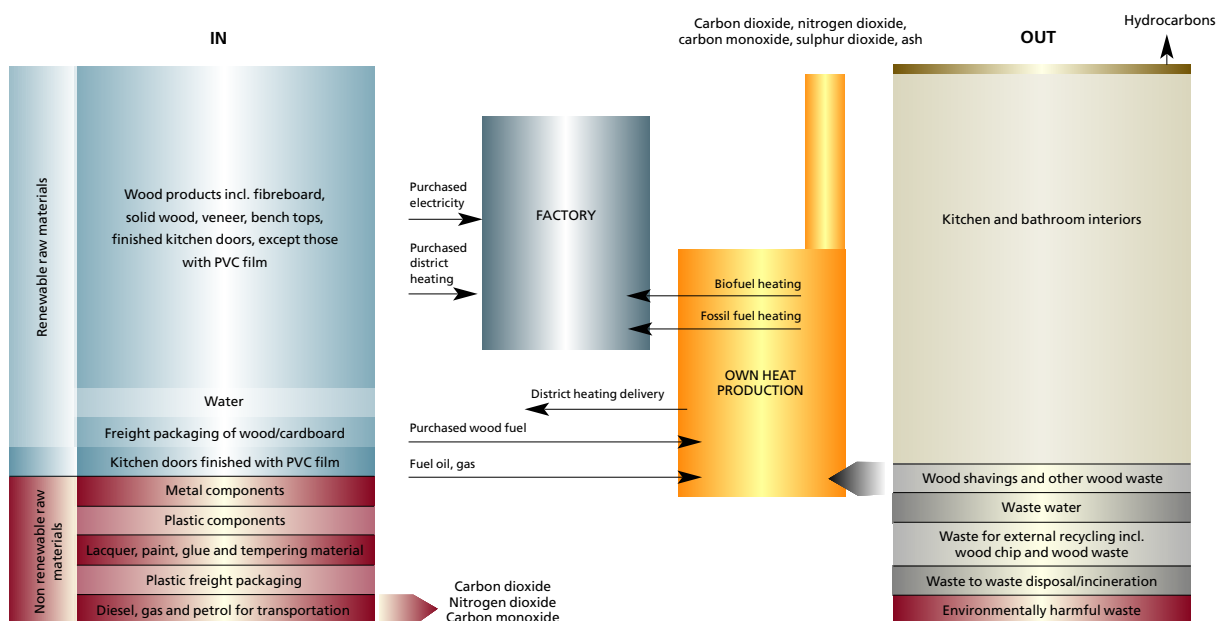 IN
Renewable raw materials
Wood products incl. fibreboard,
solid wood, veneer, bench tops,
finished kitchen doors, except those
with PVC film
Water
Freight packaging of wood/cardboard
Kitchen doors finished with PVC film
Non renewable raw
materials
Metal components
Plastic components
Lacquer, paint, glue and tempering material
Plastic freight packaging
Diesel, gas and petrol for transportation
Carbon dioxide
Nitrogen dioxide
Carbon monoxide
Purchased
electricity
Purchased
district
heating
FACTORY
Carbon dioxide, nitrogen dioxide,
carbon monoxide, sulphur dioxide, ash
Biofuel heating
Fossil fuel heating
OWN HEAT
PRODUCTION
District heating delivery
Purchased wood fuel
Fuel oil, gas
OUT
Hydrocarbons
Kitchen and bathroom interiors
Wood shavings and other wood waste
Waste water
Waste for external recycling incl.
wood chip and wood waste
Waste to waste disposal/incineration
Environmentally harmful waste